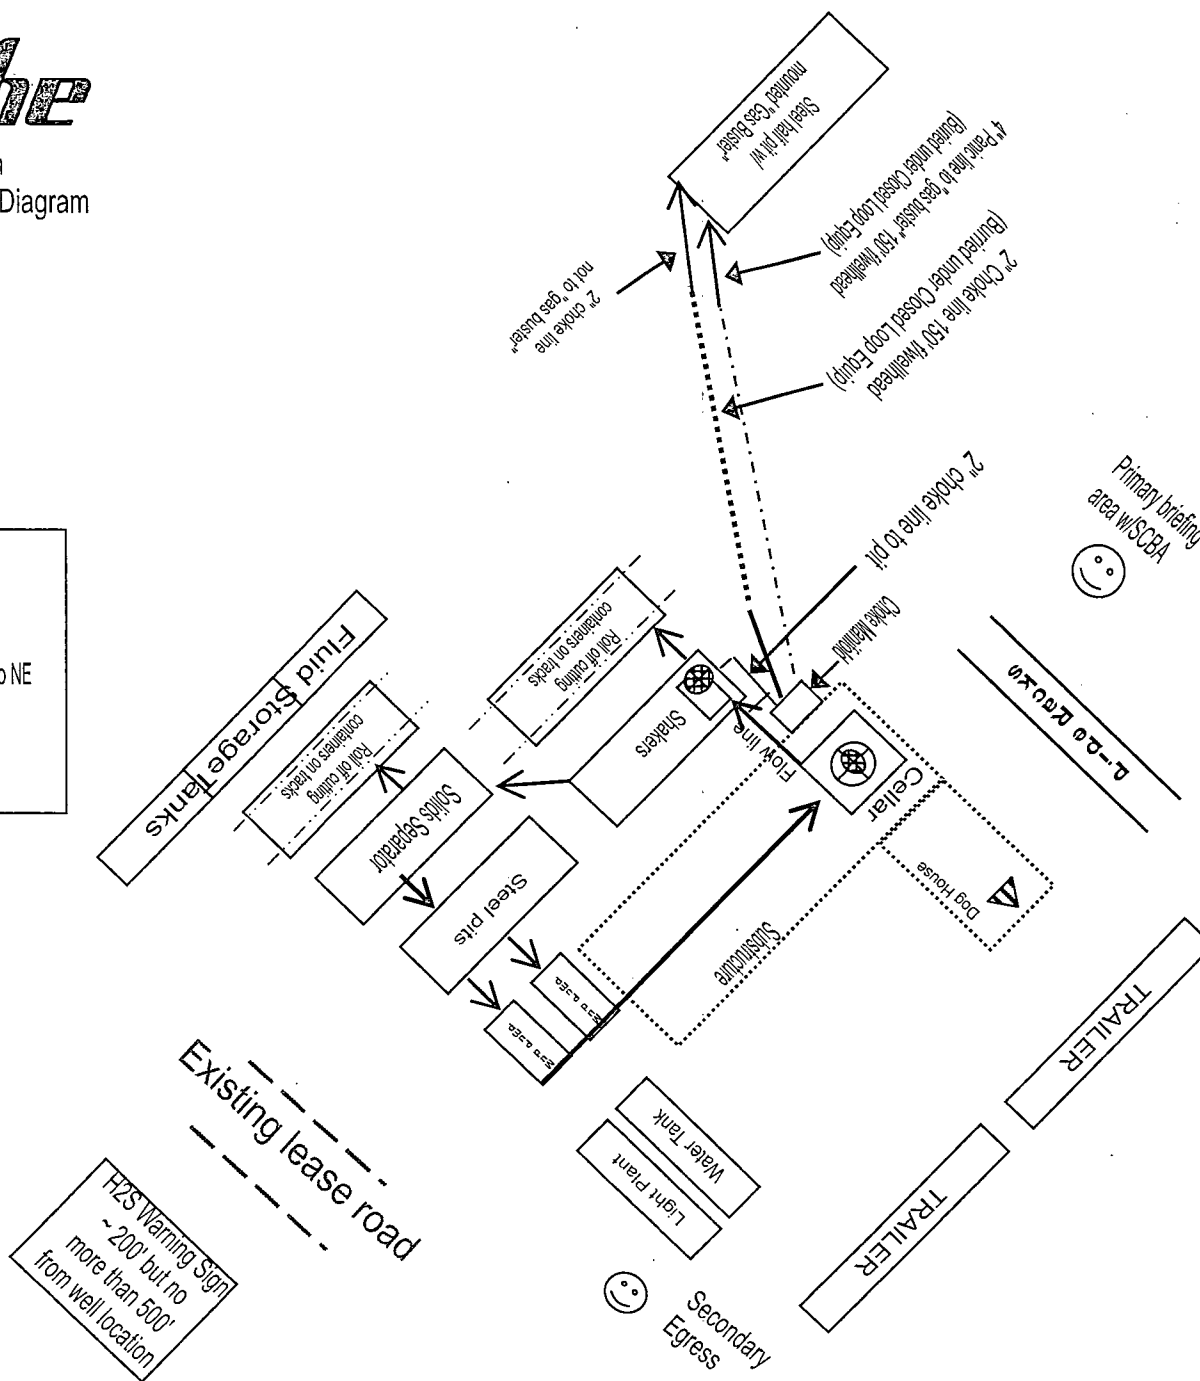 he
Diagram
o NE
Steel half pit w/
mounted "Gas Buster"
4" Panic line to "gas buster" 150' f/wellhead
(Buried under Closed Loop Equip)
2" Choke line 150' f/wellhead
(Burried under Closed Loop Equip)
2" choke line
not to "gas buster"
2" choke line to pit
Choke Manifold
Primary briefing
area w/SCBA
Pipe Racks
Fluid Storage Tanks
Roll off cutting
containers on tracks
Roll off cutting
containers on tracks
Shakers
Flow line
Cellar
Solids Separator
Steel pits
Dog House
Substructure
TRAILER
TRAILER
Water Tank
Light Plant
Existing lease road
H2S Warning Sign
~ 200' but no
more than 500'
from well location
Secondary
Egress